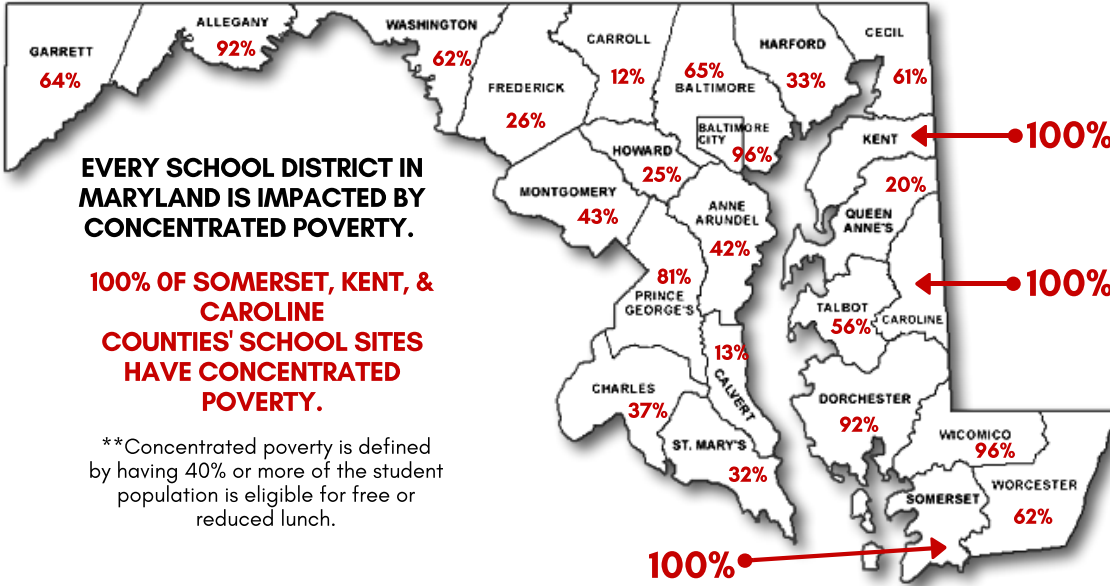 GARRETT
64%
ALLEGANY
92%
WASHINGTON
62%
FREDERICK
26%
CARROLL
12%
65%
BALTIMORE
BALTIMORE
CITY
96%
HARFORD
33%
CECIL
61%
KENT
100%
20%
QUEEN
ANNE'S
HOWARD
25%
MONTGOMERY
43%
ANNE
ARUNDEL
42%
81%
PRINCE
GEORGE'S
100%
TALBOT
56%
CAROLINE
13%
CALVERT
CHARLES
37%
ST. MARY'S
32%
DORCHESTER
92%
WICOMICO
96%
SOMERSET
WORCESTER
62%
100%
EVERY SCHOOL DISTRICT IN
MARYLAND IS IMPACTED BY
CONCENTRATED POVERTY.
100% 0F SOMERSET, KENT, &
CAROLINE
COUNTIES' SCHOOL SITES
HAVE CONCENTRATED
POVERTY.
**Concentrated poverty is defined
by having 40% or more of the student
population is eligible for free or
reduced lunch.